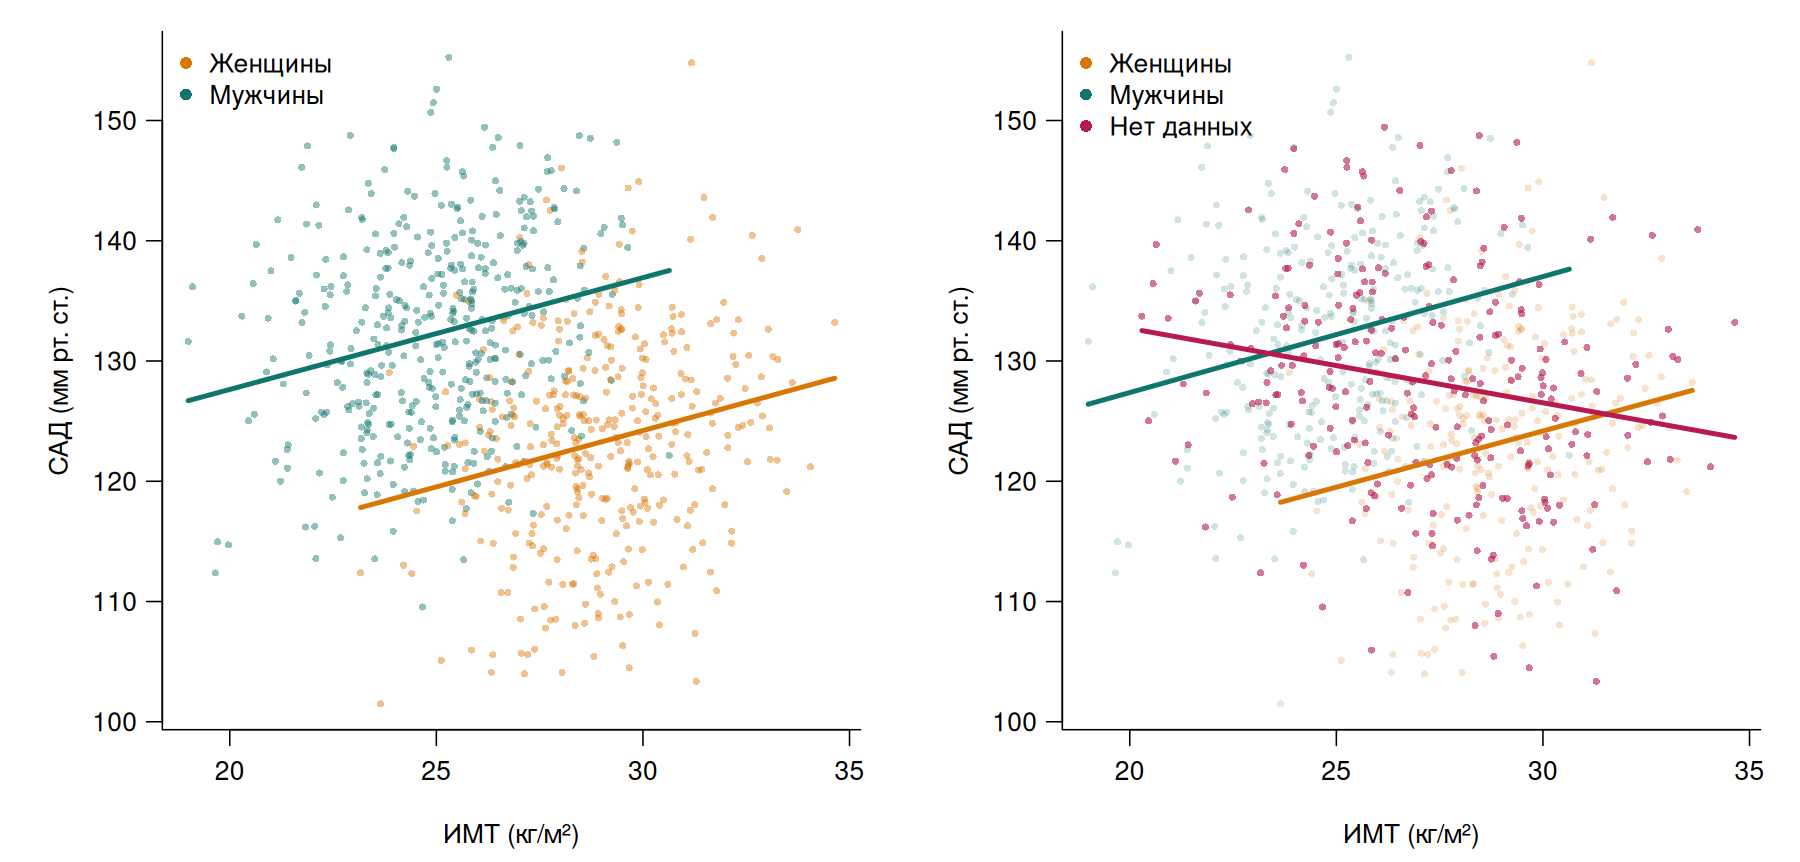 Женщины
Мужчины
150
140
130
120
110
100
САД (мм рт. ст.)
20 25 30 35
ИМТ (кг/м²)
Женщины
Мужчины
Нет данных
150
140
130
120
110
100
САД (мм рт. ст.)
20 25 30 35
ИМТ (кг/м²)